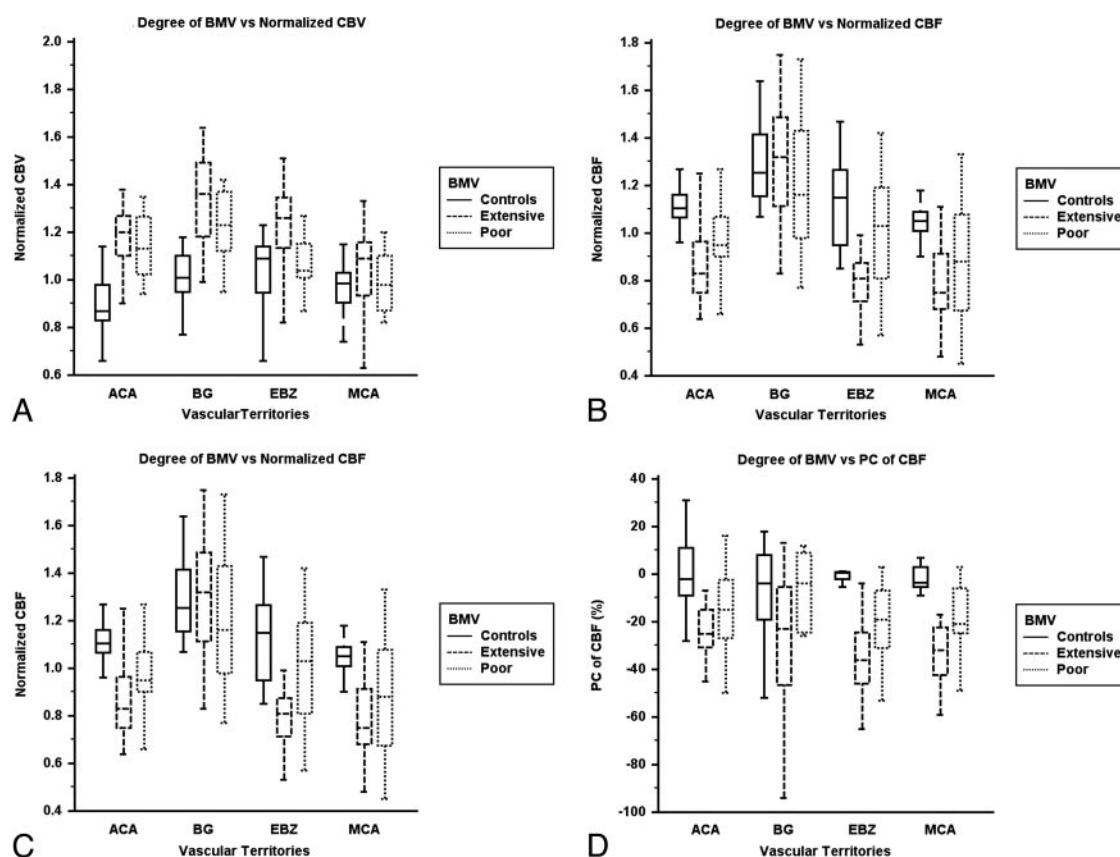 Degree of BMV vs Normalized CBV
2.0
1.8
1.6
1.4
1.2
1.0
0.8
0.6
Normalized CBV
ACA BG EBZ MCA
VascularTerritories
BMV
Controls
Extensive
Poor
A
Degree of BMV vs Normalized CBF
1.8
1.6
1.4
1.2
1.0
0.8
0.6
0.4
Normalized CBF
ACA BG EBZ MCA
Vascular Territories
BMV
Controls
Extensive
Poor
B
Degree of BMV vs Normalized CBF
1.8
1.6
1.4
1.2
1.0
0.8
0.6
0.4
Normalized CBF
ACA BG EBZ MCA
Vascular Territories
BMV
Controls
Extensive
Poor
C
Degree of BMV vs PC of CBF
40
20
0
-20
-40
-60
-80
-100
PC of CBF (%)
ACA BG EBZ MCA
Vascular Territories
BMV
Controls
Extensive
Poor
D